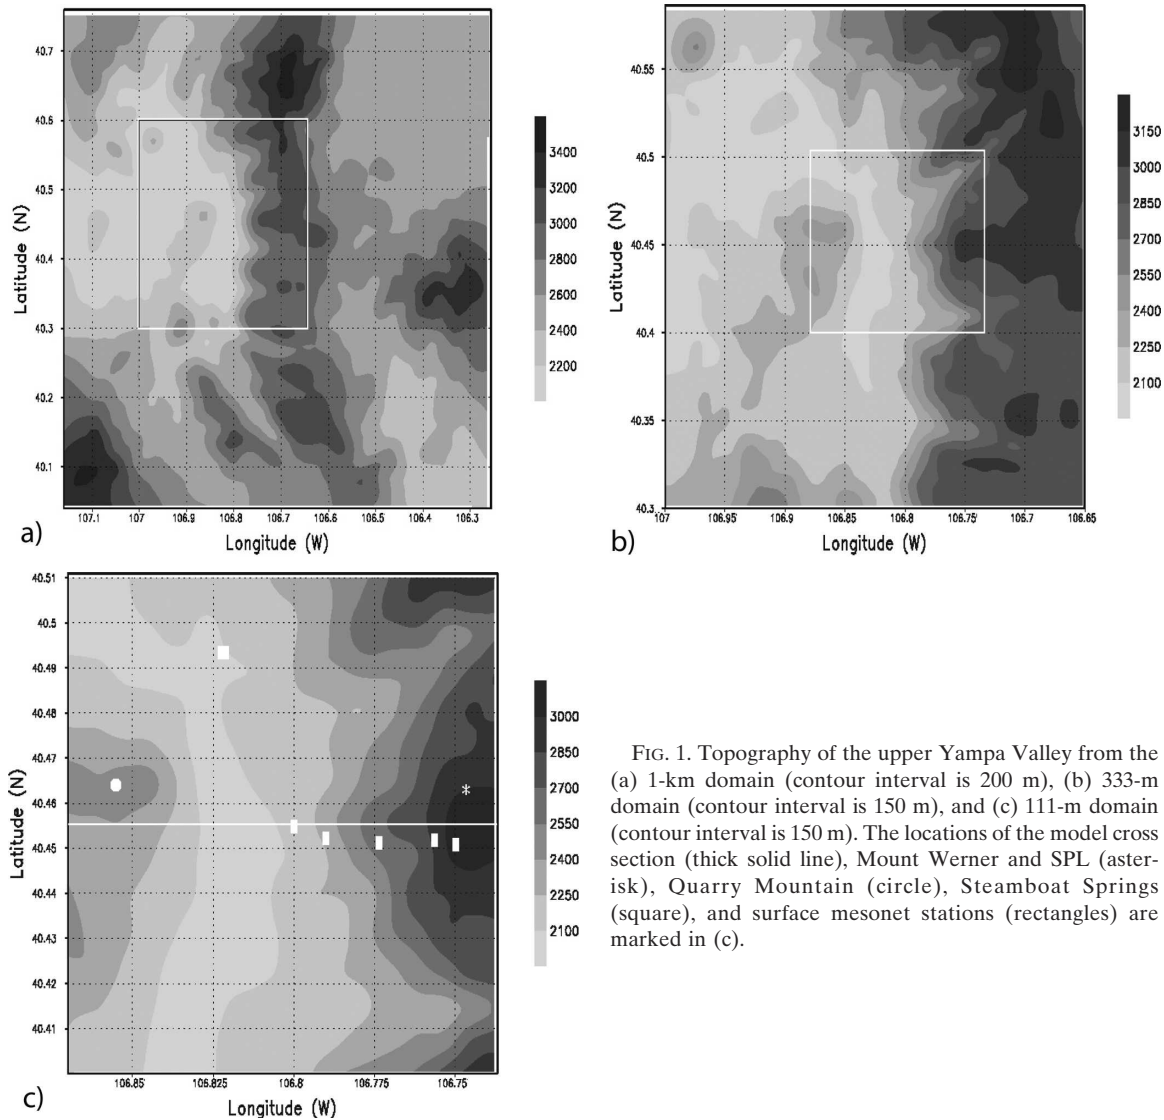 40.7
40.6
40.5
40.4
40.3
40.2
40.1
Latitude (N)
107.1 107 106.9 106.8 106.7 106.6 106.5 106.4 106.3
Longitude (W)
3400
3200
3000
2800
2600
2400
2200
a)
40.55
40.5
40.45
40.4
40.35
40.3
Latitude (N)
107 106.95 106.9 106.85 106.8 106.75 106.7 106.65
Longitude (W)
3150
3000
2850
2700
2550
2400
2250
2100
b)
40.51
40.5
40.49
40.48
40.47
40.46
40.45
40.44
40.43
40.42
40.41
Latitude (N)
*
106.85 106.825 106.8 106.775 106.75
Longitude (W)
3000
2850
2700
2550
2400
2250
2100
c)
FIG. 1. Topography of the upper Yampa Valley from the
(a) 1-km domain (contour interval is 200 m), (b) 333-m
domain (contour interval is 150 m), and (c) 111-m domain
(contour interval is 150 m). The locations of the model cross
section (thick solid line), Mount Werner and SPL (aster-
isk), Quarry Mountain (circle), Steamboat Springs
(square), and surface mesonet stations (rectangles) are
marked in (c).